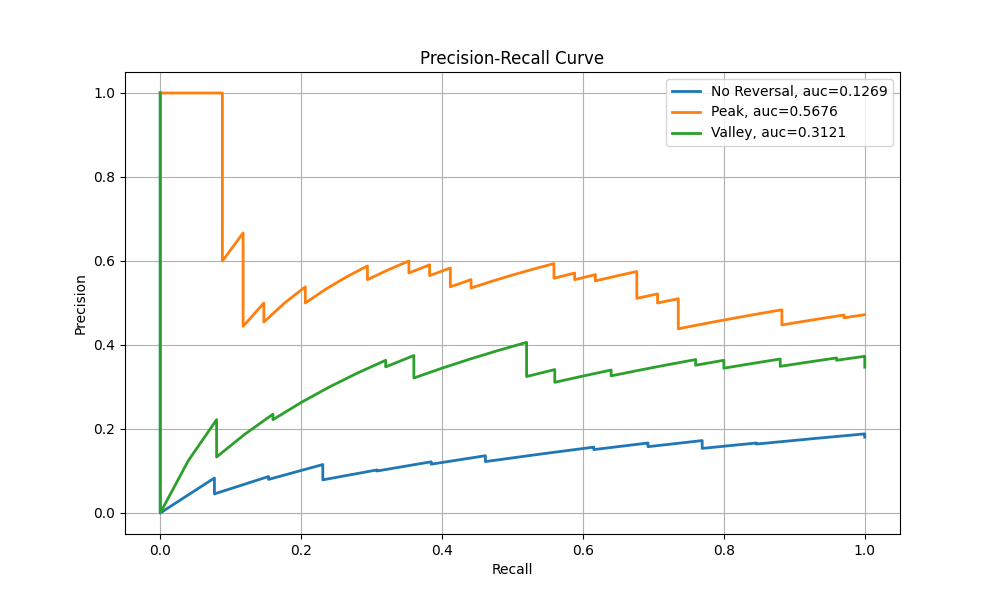 Precision-Recall Curve
No Reversal, auc=0.1269
Peak, auc=0.5676
Valley, auc=0.3121
Precision
1.0
0.8
0.6
0.4
0.2
0.0
0.0 0.2 0.4 0.6 0.8 1.0
Recall